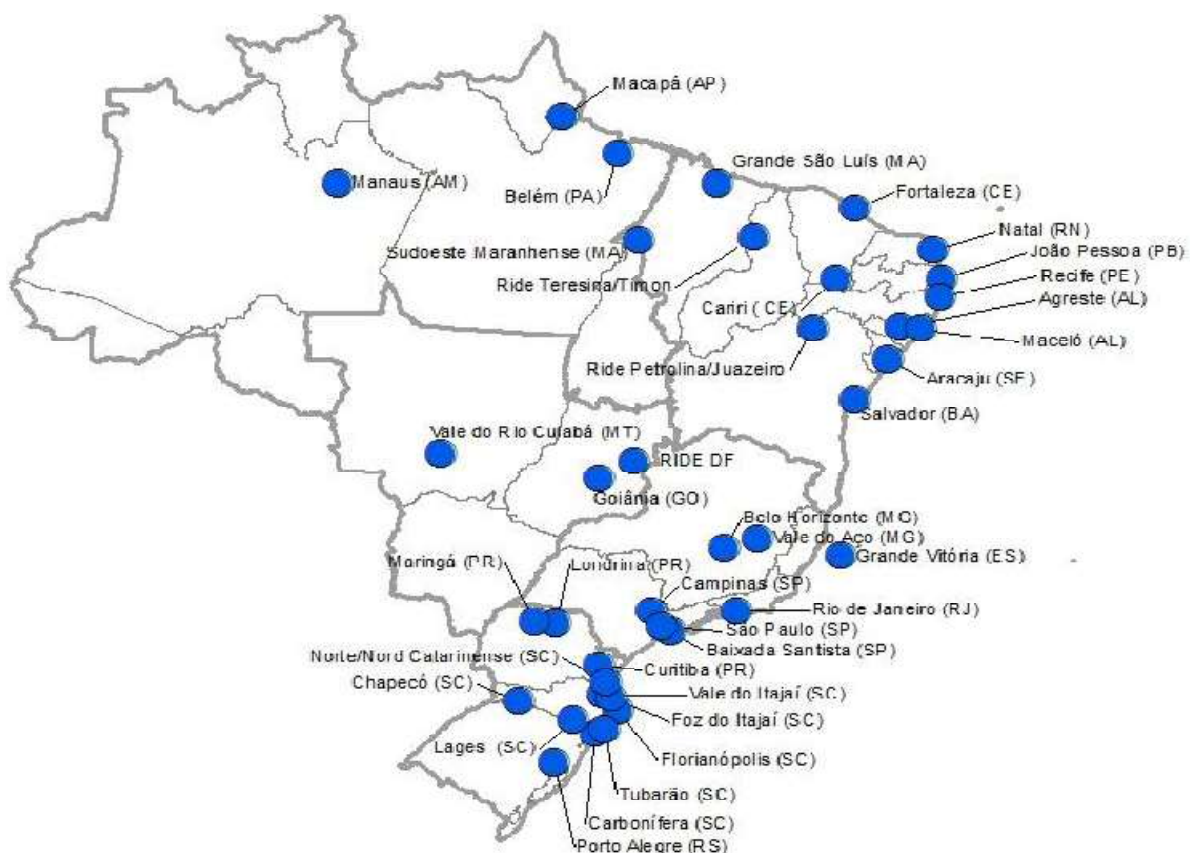 Macapá (AP)
Grande São Luís (MA)
Manaus (AM)
Belém (PA)
Fortaleza (CE)
Natal (RN)
Sudoeste Maranhense (MA)
João Pessoa (PB)
Ride Teresina/Timon
Recife (PE)
Cariri (CE)
Agreste (AL)
Maceió (AL)
Ride Petrolina/Juazeiro
Aracaju (SE)
Salvador (BA)
Vale do Rio Cuiabá (MT)
RIDE DF
Goiânia (GO)
Belo Horizonte (MG)
Vale do Aço (MG)
Grande Vitória (ES)
Maringá (PR)
Londrina (PR)
Campinas (SP)
Rio de Janeiro (RJ)
São Paulo (SP)
Baixada Santista (SP)
Norte/Nord Catarinense (SC)
Curitiba (PR)
Chapecó (SC)
Vale do Itajaí (SC)
Foz do Itajaí (SC)
Lages (SC)
Florianópolis (SC)
Tubarão (SC)
Carbonífera (SC)
Porto Alegre (RS)